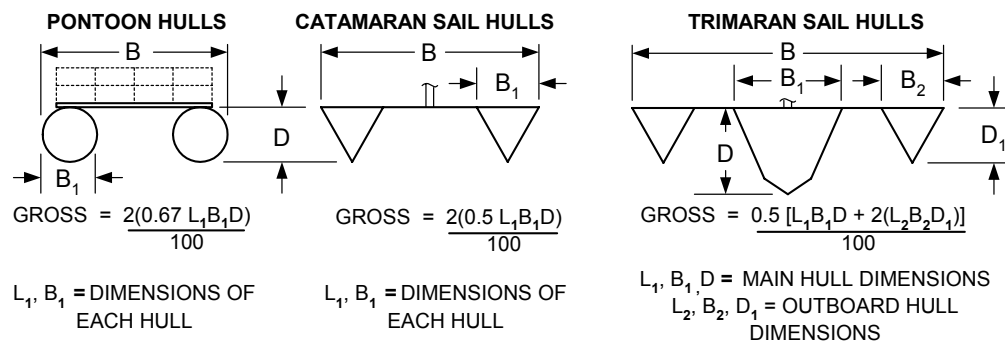 PONTOON HULLS
B
D
B₁
GROSS = 2(0.67 L₁B₁D)
100
L₁, B₁ = DIMENSIONS OF
EACH HULL
CATAMARAN SAIL HULLS
B
B₁
GROSS = 2(0.5 L₁B₁D)
100
L₁, B₁ = DIMENSIONS OF
EACH HULL
TRIMARAN SAIL HULLS
B
B₁
B₂
D
D₁
GROSS = 0.5 [L₁B₁D + 2(L₂B₂D₁)]
100
L₁, B₁,D = MAIN HULL DIMENSIONS
L₂, B₂, D₁ = OUTBOARD HULL
DIMENSIONS